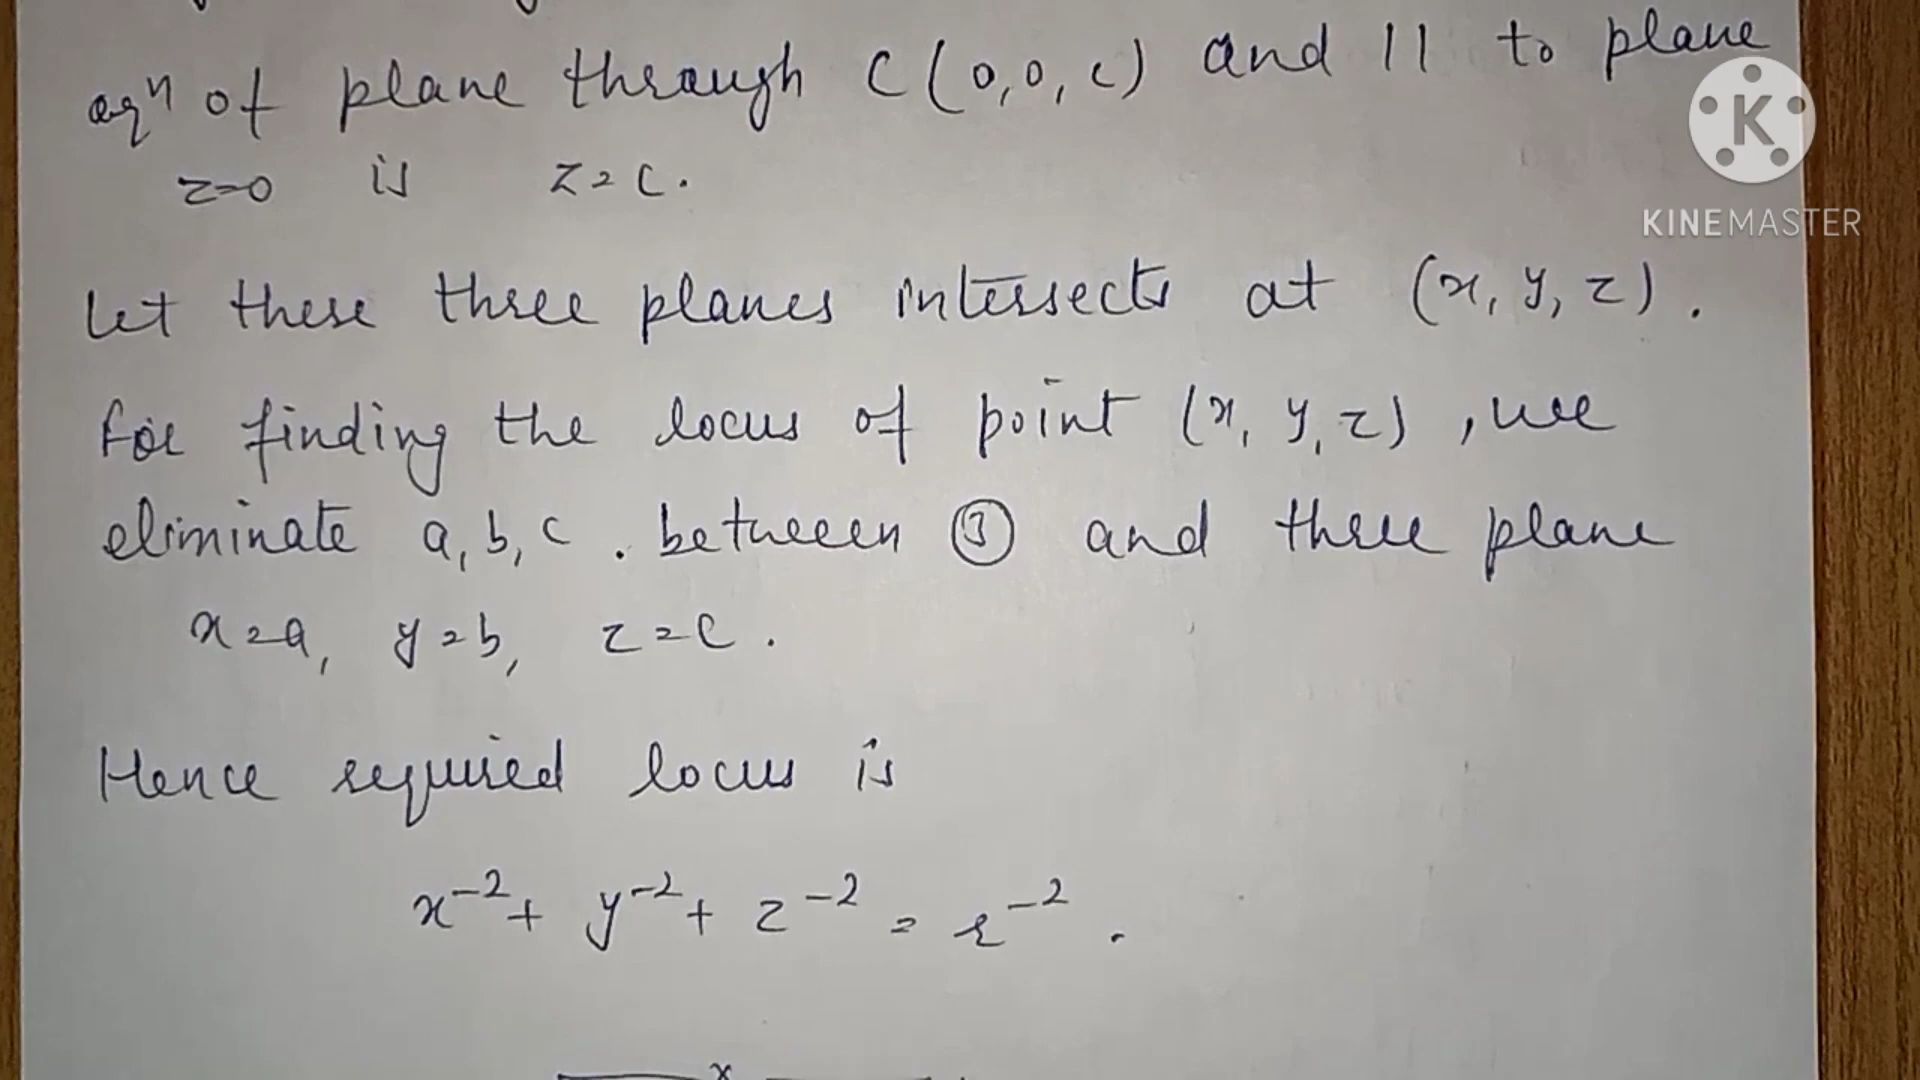 eqⁿ of plane through C(0,0,c) and || to plane
z=0 is z=c.
Let these three planes intersects at (x, y, z).
For finding the locus of point (x, y, z), we
eliminate a, b, c . between ③ and three plane
x=a, y=b, z=c.
Hence required locus is
x⁻²+ y⁻²+ z⁻² = r⁻².
x
K
KINEMASTER